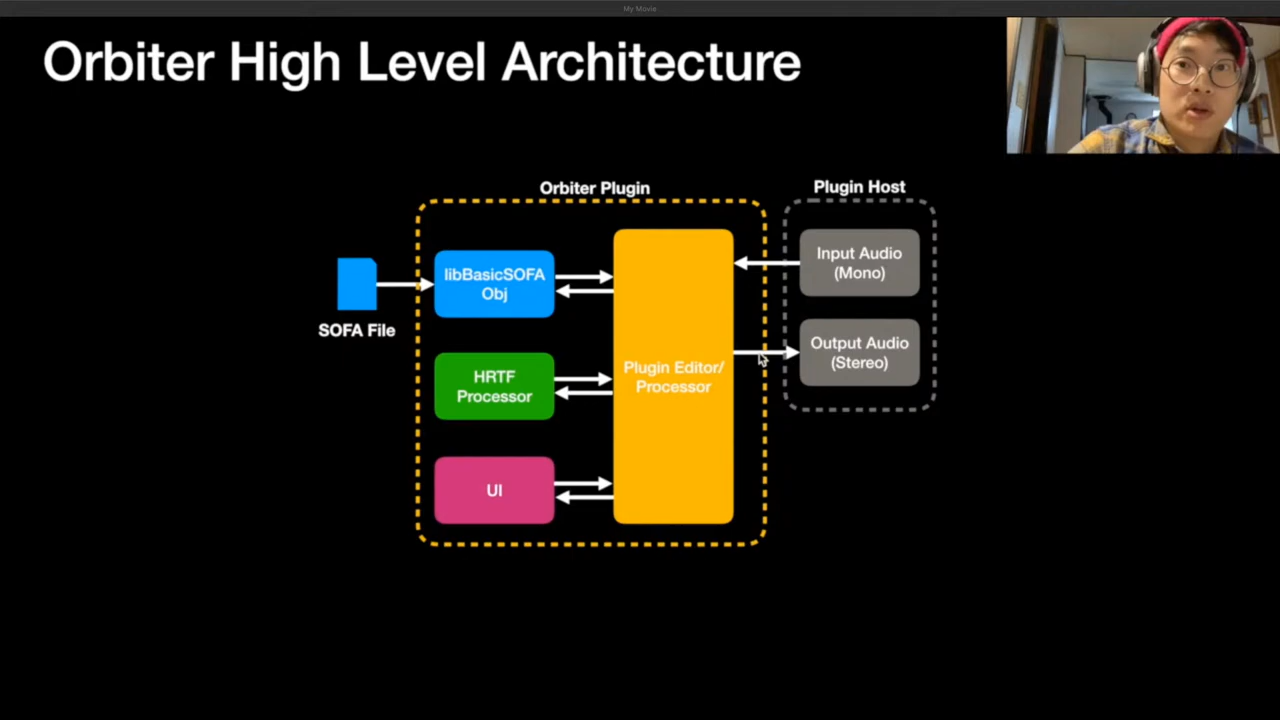 My Movie
Orbiter High Level Architecture
Orbiter Plugin
Plugin Host
SOFA File
libBasicSOFA
Obj
HRTF
Processor
UI
Plugin Editor/
Processor
Input Audio
(Mono)
Output Audio
(Stereo)